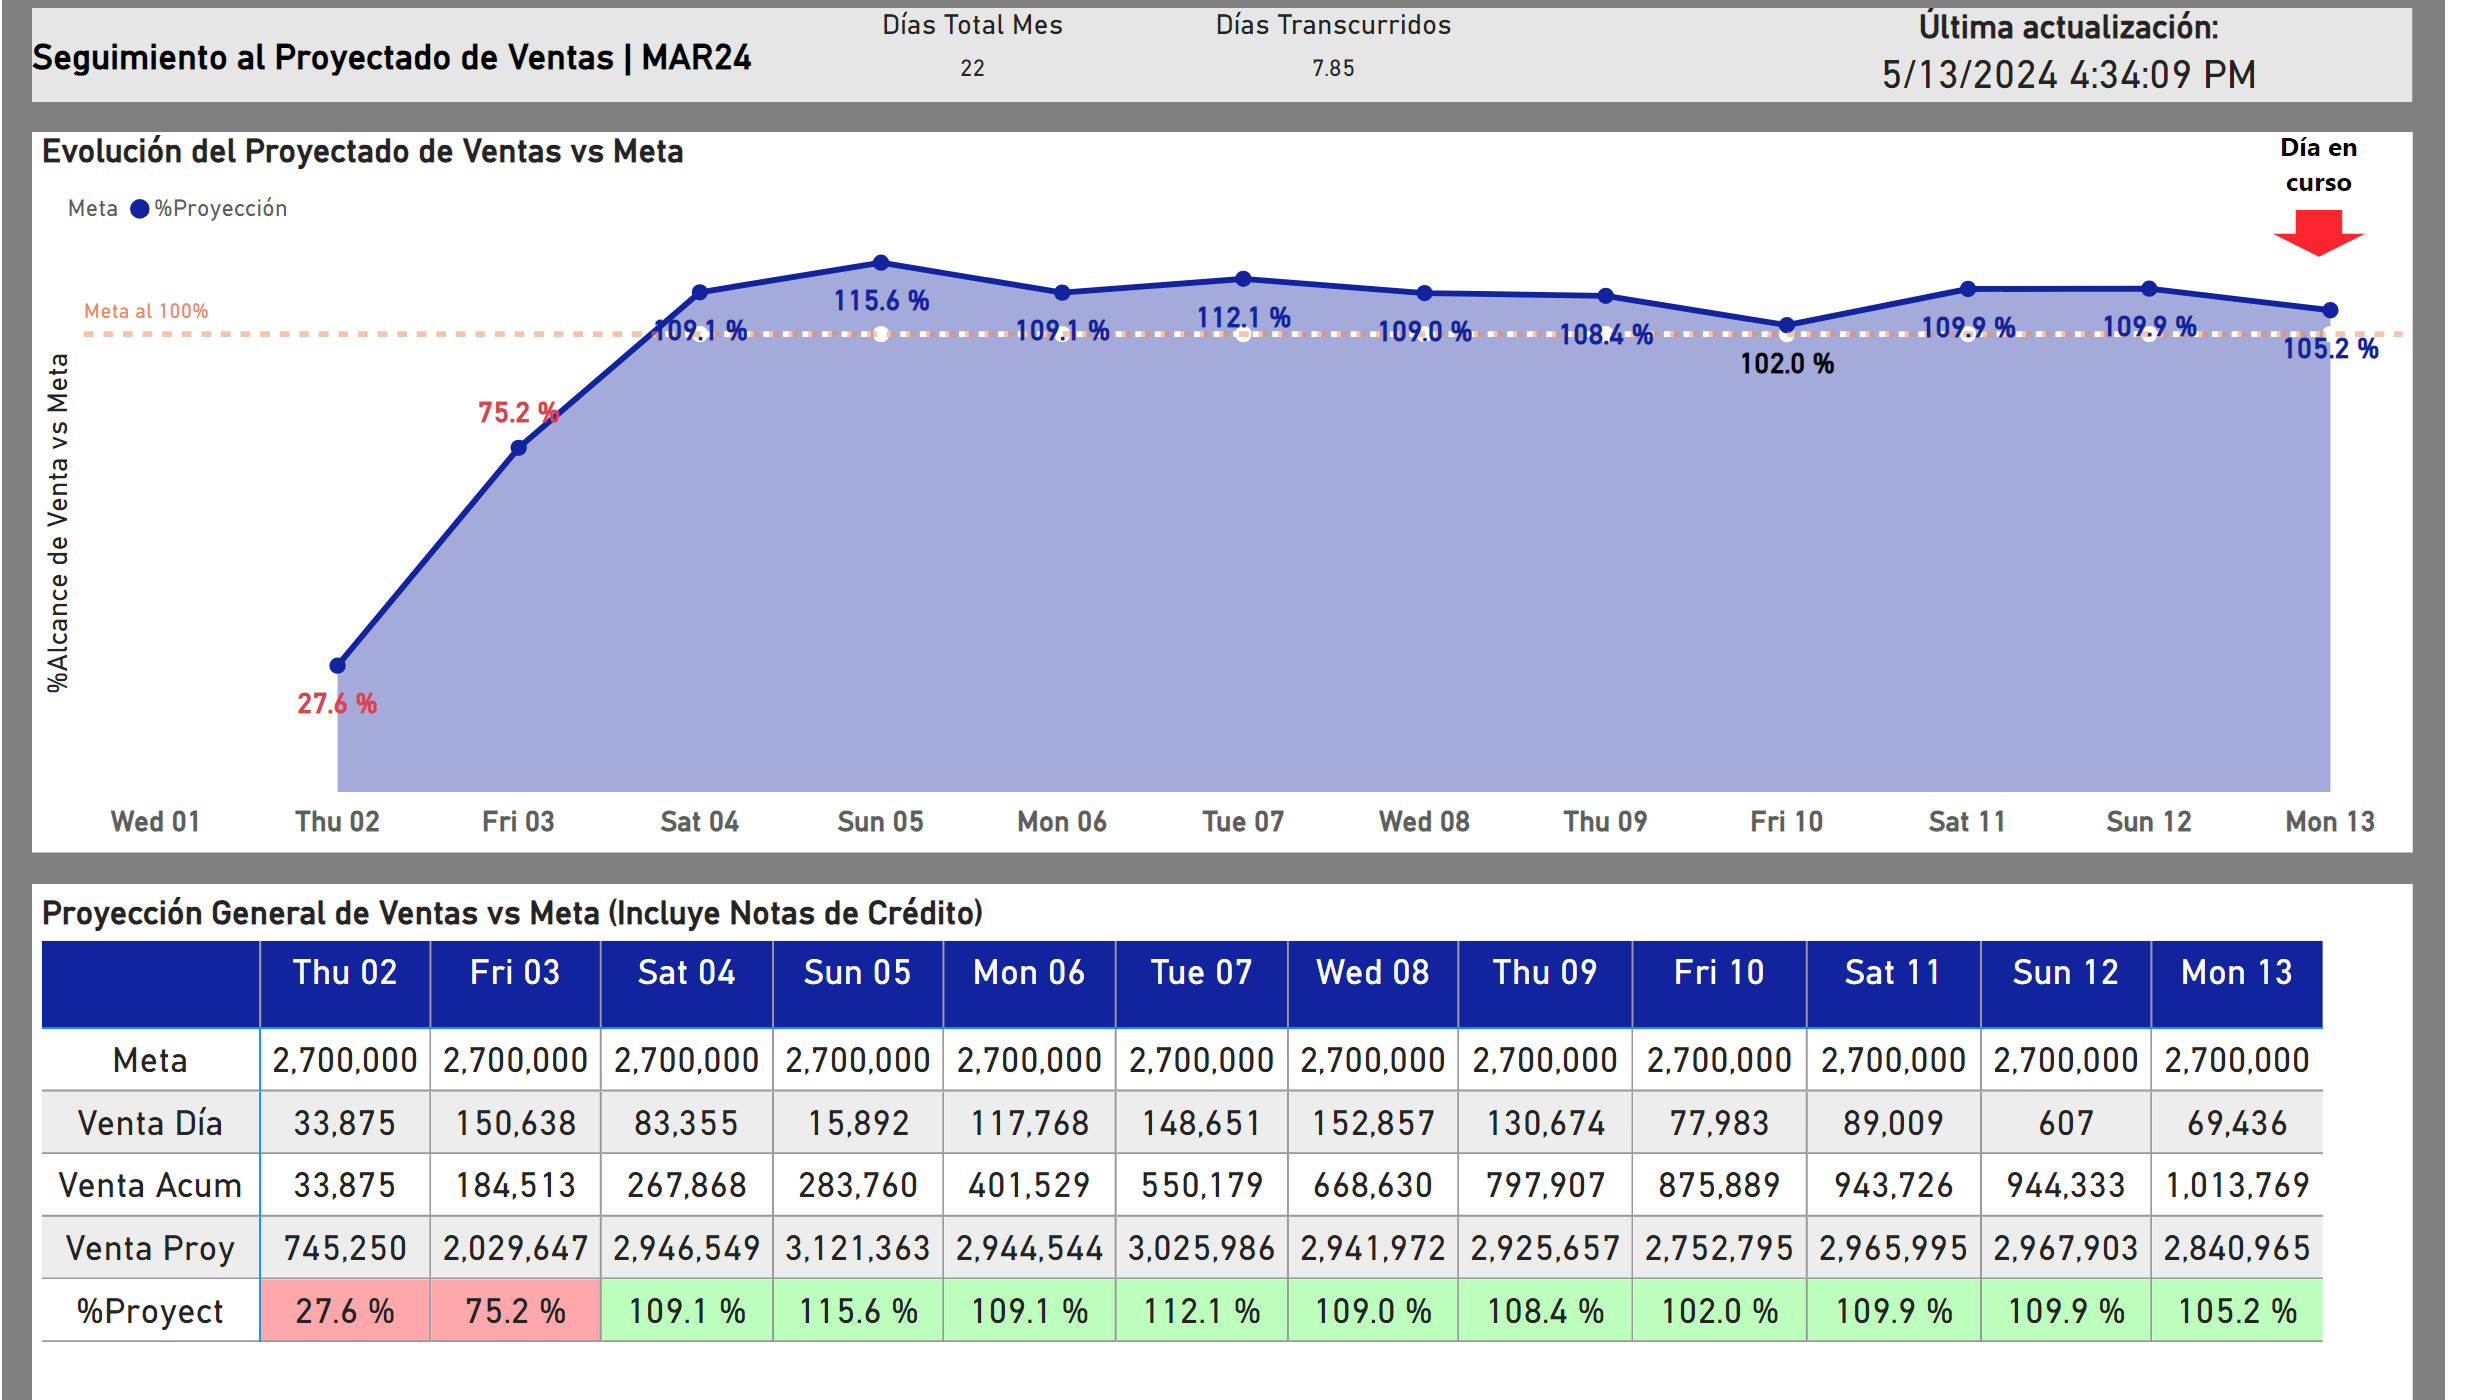 Seguimiento al Proyectado de Ventas | MAR24
Días Total Mes
22
Días Transcurridos
7.85
Última actualización:
5/13/2024 4:34:09 PM
Evolución del Proyectado de Ventas vs Meta
Día en
curso
Meta %Proyección
Meta al 100%
%Alcance de Venta vs Meta
27.6 %
75.2 %
109.1 %
115.6 %
109.1 %
112.1 %
109.0 %
108.4 %
102.0 %
109.9 %
109.9 %
105.2 %
Wed 01 Thu 02 Fri 03 Sat 04 Sun 05 Mon 06 Tue 07 Wed 08 Thu 09 Fri 10 Sat 11 Sun 12 Mon 13
Proyección General de Ventas vs Meta (Incluye Notas de Crédito)
Thu 02 Fri 03 Sat 04 Sun 05 Mon 06 Tue 07 Wed 08 Thu 09 Fri 10 Sat 11 Sun 12 Mon 13
Meta 2,700,000 2,700,000 2,700,000 2,700,000 2,700,000 2,700,000 2,700,000 2,700,000 2,700,000 2,700,000 2,700,000 2,700,000
Venta Día 33,875 150,638 83,355 15,892 117,768 148,651 152,857 130,674 77,983 89,009 607 69,436
Venta Acum 33,875 184,513 267,868 283,760 401,529 550,179 668,630 797,907 875,889 943,726 944,333 1,013,769
Venta Proy 745,250 2,029,647 2,946,549 3,121,363 2,944,544 3,025,986 2,941,972 2,925,657 2,752,795 2,965,995 2,967,903 2,840,965
%Proyect 27.6 % 75.2 % 109.1 % 115.6 % 109.1 % 112.1 % 109.0 % 108.4 % 102.0 % 109.9 % 109.9 % 105.2 %